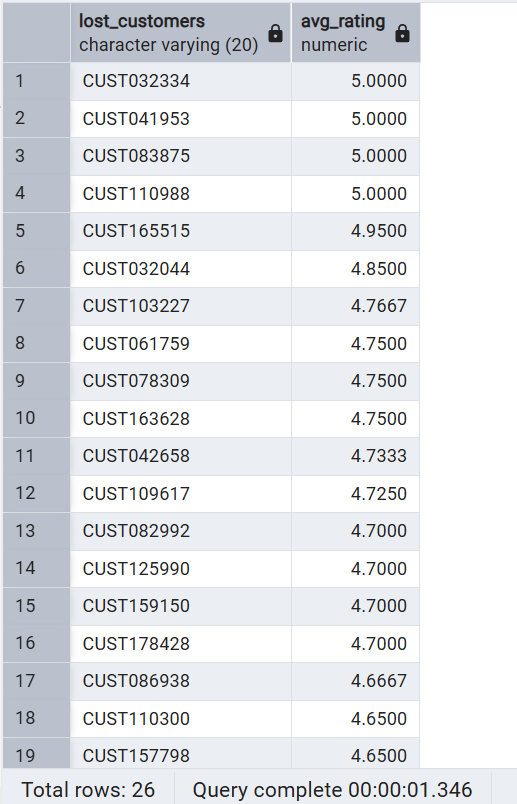 lost_customers avg_rating
character varying (20) numeric
1 CUST032334 5.0000
2 CUST041953 5.0000
3 CUST083875 5.0000
4 CUST110988 5.0000
5 CUST165515 4.9500
6 CUST032044 4.8500
7 CUST103227 4.7667
8 CUST061759 4.7500
9 CUST078309 4.7500
10 CUST163628 4.7500
11 CUST042658 4.7333
12 CUST109617 4.7250
13 CUST082992 4.7000
14 CUST125990 4.7000
15 CUST159150 4.7000
16 CUST178428 4.7000
17 CUST086938 4.6667
18 CUST110300 4.6500
19 CUST157798 4.6500
Total rows: 26 Query complete 00:00:01.346